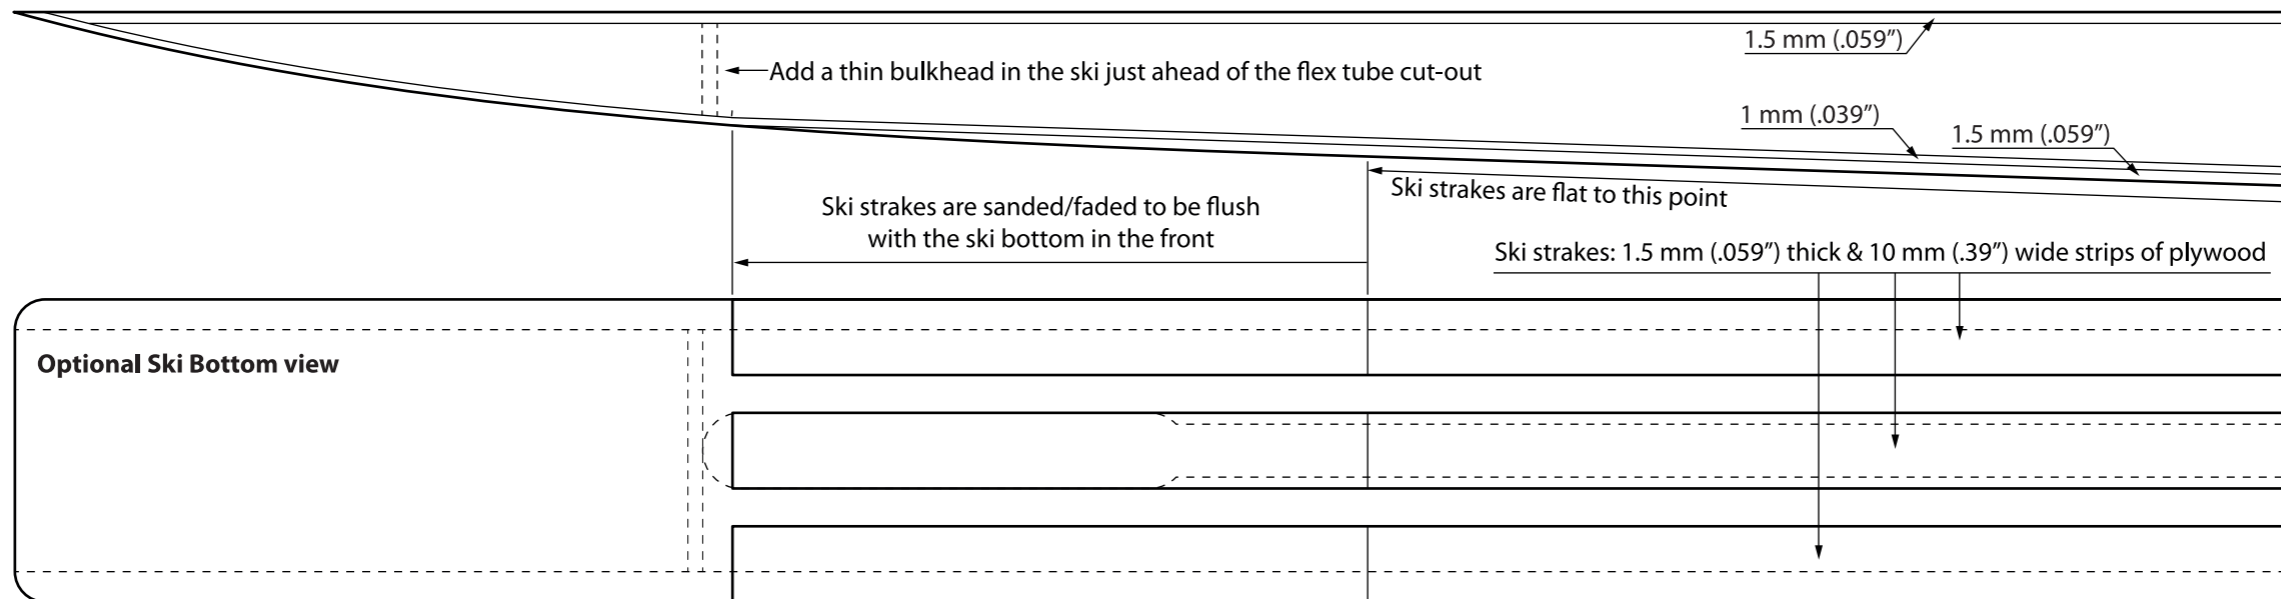 1.5 mm (.059”)
Add a thin bulkhead in the ski just ahead of the flex tube cut-out
1 mm (.039”)
1.5 mm (.059”)
Ski strakes are flat to this point
Ski strakes are sanded/faded to be flush
with the ski bottom in the front
Ski strakes: 1.5 mm (.059”) thick & 10 mm (.39”) wide strips of plywood
Optional Ski Bottom view